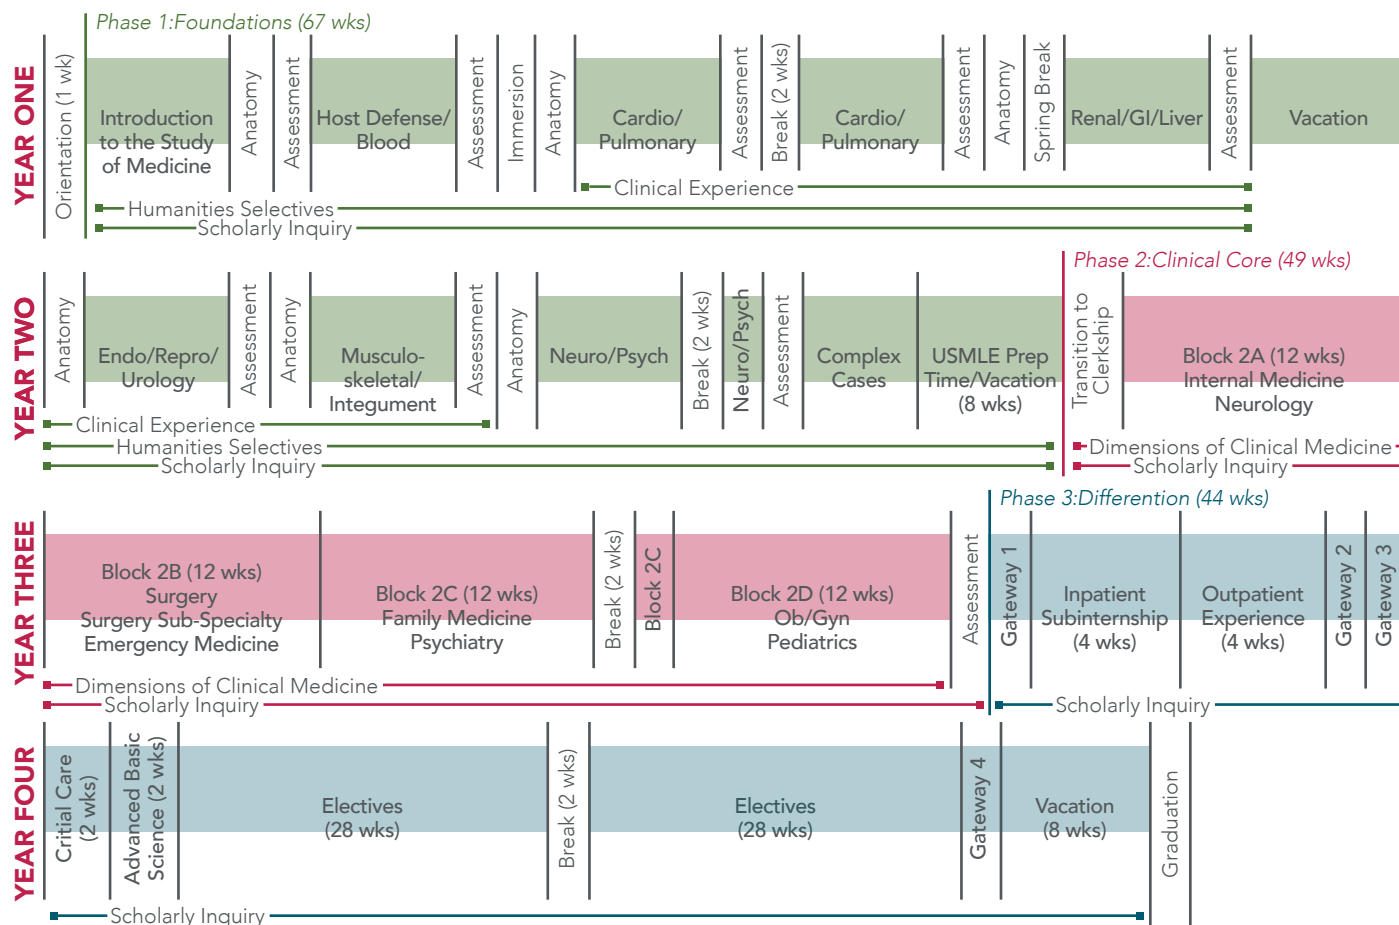 Phase 1:Foundations (67 wks)
YEAR ONE
Orientation (1 wk)
Introduction
to the Study
of Medicine
Anatomy
Assessment
Host Defense/
Blood
Assessment
Immersion
Anatomy
Cardio/
Pulmonary
Assessment
Break (2 wks)
Cardio/
Pulmonary
Assessment
Anatomy
Spring Break
Renal/GI/Liver
Assessment
Vacation
Clinical Experience
Humanities Selectives
Scholarly Inquiry
Phase 2:Clinical Core (49 wks)
YEAR TWO
Anatomy
Endo/Repro/
Urology
Assessment
Anatomy
Musculo-
skeletal/
Integument
Assessment
Anatomy
Neuro/Psych
Break (2 wks)
Neuro/Psych
Assessment
Complex
Cases
USMLE Prep
Time/Vacation
(8 wks)
Transition to
Clerkship
Block 2A (12 wks)
Internal Medicine
Neurology
Clinical Experience
Humanities Selectives
Scholarly Inquiry
Dimensions of Clinical Medicine
Scholarly Inquiry
Phase 3:Differention (44 wks)
YEAR THREE
Block 2B (12 wks)
Surgery
Surgery Sub-Specialty
Emergency Medicine
Block 2C (12 wks)
Family Medicine
Psychiatry
Break (2 wks)
Block 2C
Block 2D (12 wks)
Ob/Gyn
Pediatrics
Assessment
Gateway 1
Inpatient
Subinternship
(4 wks)
Outpatient
Experience
(4 wks)
Gateway 2
Gateway 3
Dimensions of Clinical Medicine
Scholarly Inquiry
Scholarly Inquiry
YEAR FOUR
Critial Care
(2 wks)
Advanced Basic
Science (2 wks)
Electives
(28 wks)
Break (2 wks)
Electives
(28 wks)
Gateway 4
Vacation
(8 wks)
Graduation
Scholarly Inquiry